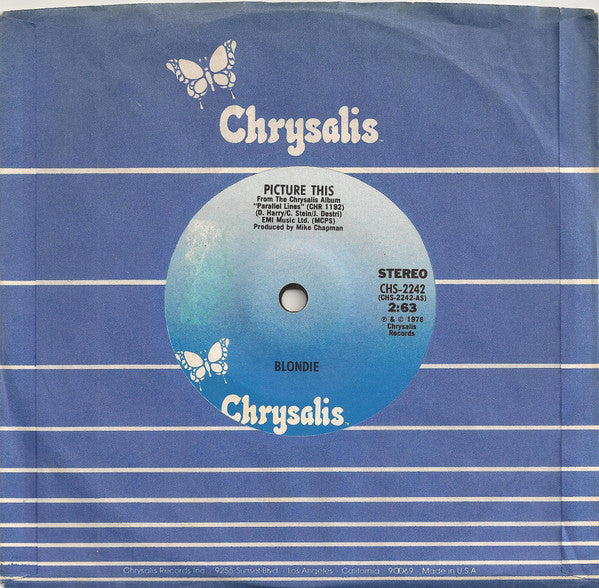 Chrysalis™
PICTURE THIS
From The Chrysalis Album
"Parallel Lines" (CHR 1192)
(D. Harry/C. Stein/J. Destri)
EMI Music Ltd. (MCPS)
Produced by Mike Chapman
STEREO
CHS-2242
(CHS-2242-AS)
2:63
℗ & © 1978
Chrysalis
Records
BLONDIE
Chrysalis™
Chrysalis Records Inc. · 9255 Sunset Blvd. · Los Angeles · California · 90069 · Made in U.S.A